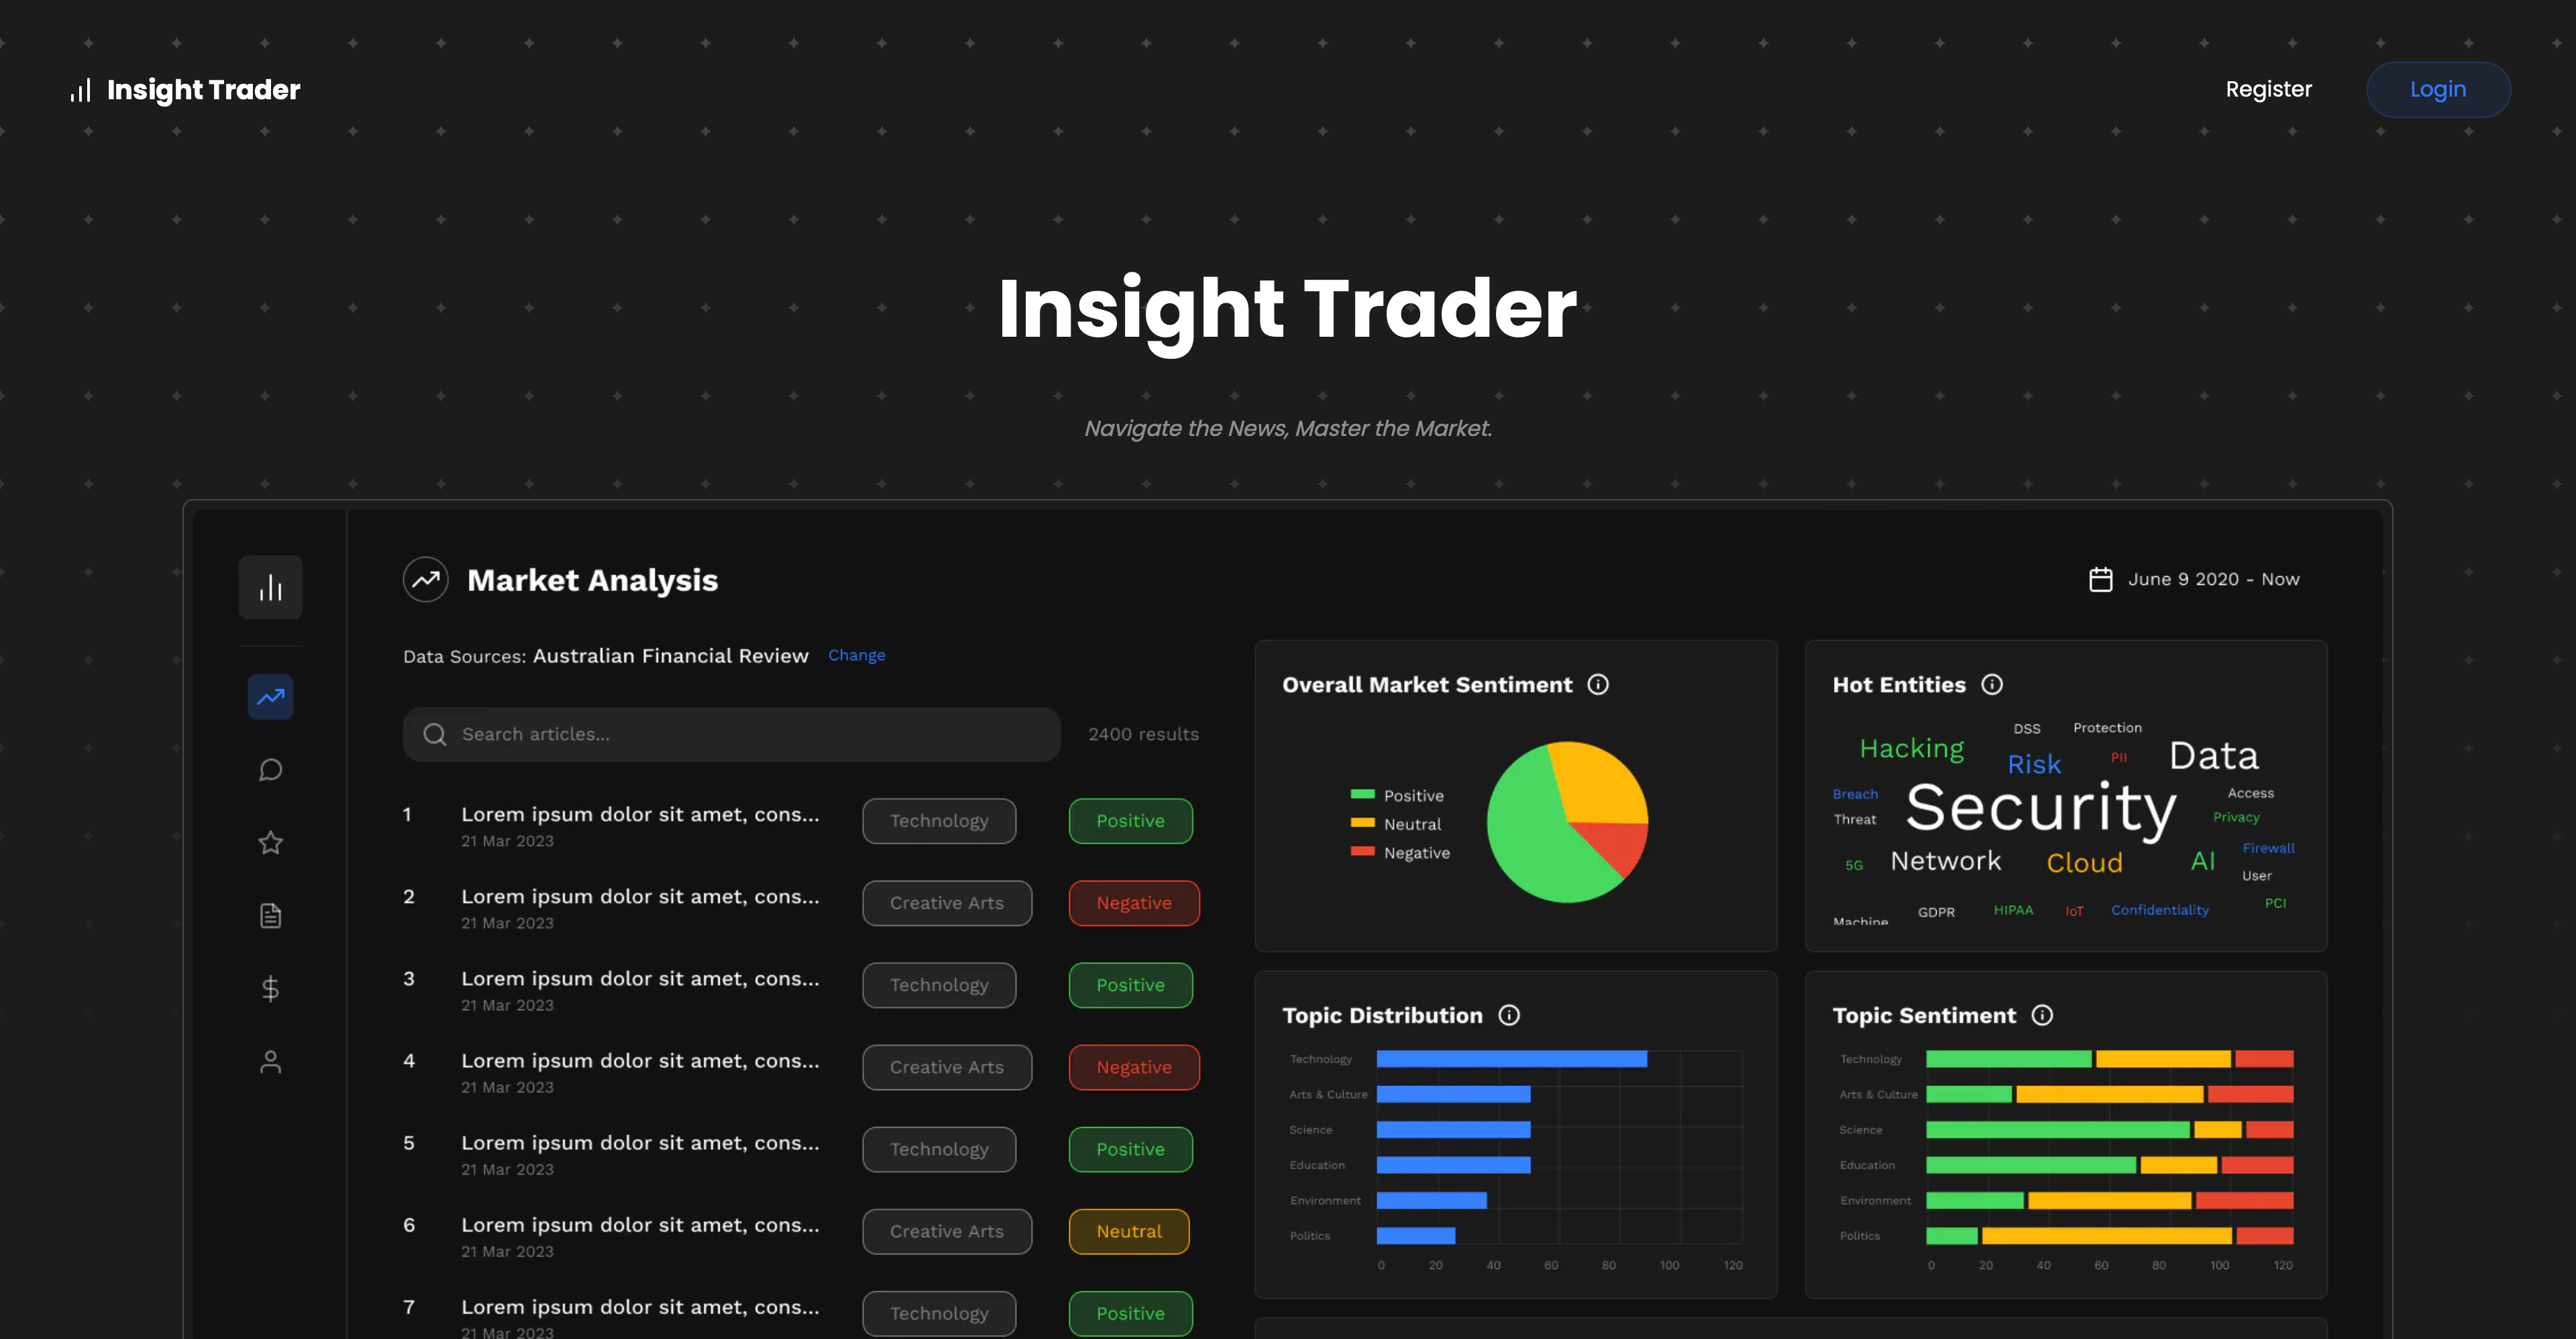 Insight Trader
Register
Login
Insight Trader
Navigate the News, Master the Market.
Market Analysis
June 9 2020 - Now
Data Sources: Australian Financial Review Change
Search articles...
2400 results
1 Lorem ipsum dolor sit amet, cons... Technology Positive
21 Mar 2023
2 Lorem ipsum dolor sit amet, cons... Creative Arts Negative
21 Mar 2023
3 Lorem ipsum dolor sit amet, cons... Technology Positive
21 Mar 2023
4 Lorem ipsum dolor sit amet, cons... Creative Arts Negative
21 Mar 2023
5 Lorem ipsum dolor sit amet, cons... Technology Positive
21 Mar 2023
6 Lorem ipsum dolor sit amet, cons... Creative Arts Neutral
21 Mar 2023
7 Lorem ipsum dolor sit amet, cons... Technology Positive
21 Mar 2023
Overall Market Sentiment
Positive
Neutral
Negative
Hot Entities
DSS Protection
Hacking Risk PII Data
Breach Security Access
Threat Privacy
5G Network Cloud AI Firewall
User
Machine GDPR HIPAA IoT Confidentiality PCI
Topic Distribution
Technology
Arts & Culture
Science
Education
Environment
Politics
0 20 40 60 80 100 120
Topic Sentiment
Technology
Arts & Culture
Science
Education
Environment
Politics
0 20 40 60 80 100 120